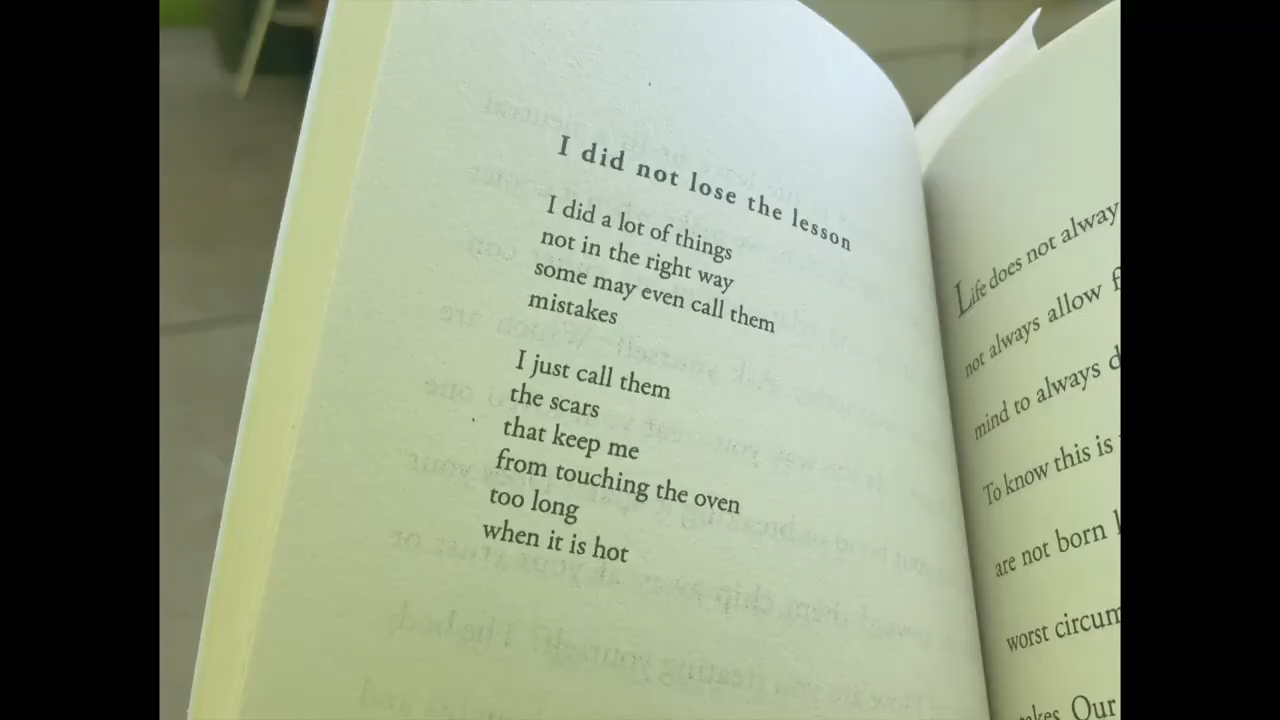 I did not lose the lesson
I did a lot of things
not in the right way
some may even call them
mistakes
I just call them
the scars
that keep me
from touching the oven
too long
when it is hot
Life does not alway
not always allow
mind to always
To know this is
are not born
worst circum
takes. Our